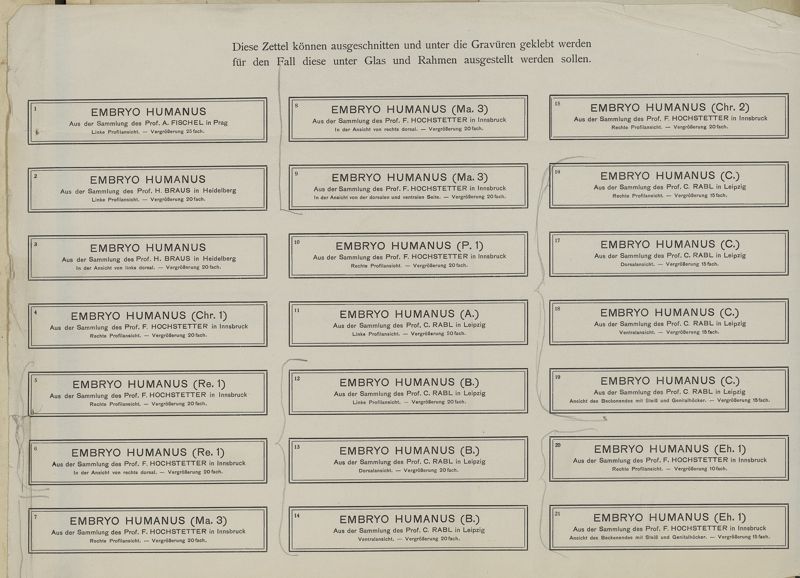 Diese Zettel können ausgeschnitten und unter die Gravüren geklebt werden
für den Fall diese unter Glas und Rahmen ausgestellt werden sollen.
1
EMBRYO HUMANUS
Aus der Sammlung des Prof. A. FISCHEL in Prag
Linke Profilansicht. — Vergrößerung 25 fach.
2
EMBRYO HUMANUS
Aus der Sammlung des Prof. H. BRAUS in Heidelberg
Linke Profilansicht. — Vergrößerung 20 fach.
3
EMBRYO HUMANUS
Aus der Sammlung des Prof. H. BRAUS in Heidelberg
In der Ansicht von links dorsal. — Vergrößerung 20 fach.
4
EMBRYO HUMANUS (Chr. 1)
Aus der Sammlung des Prof. F. HOCHSTETTER in Innsbruck
Rechte Profilansicht. — Vergrößerung 20 fach.
5
EMBRYO HUMANUS (Re. 1)
Aus der Sammlung des Prof. F. HOCHSTETTER in Innsbruck
Rechte Profilansicht. — Vergrößerung 20 fach.
6
EMBRYO HUMANUS (Re. 1)
Aus der Sammlung des Prof. F. HOCHSTETTER in Innsbruck
In der Ansicht von rechts dorsal. — Vergrößerung 20 fach.
7
EMBRYO HUMANUS (Ma. 3)
Aus der Sammlung des Prof. F. HOCHSTETTER in Innsbruck
Rechte Profilansicht. — Vergrößerung 20 fach.
8
EMBRYO HUMANUS (Ma. 3)
Aus der Sammlung des Prof. F. HOCHSTETTER in Innsbruck
In der Ansicht von rechts dorsal. — Vergrößerung 20 fach.
9
EMBRYO HUMANUS (Ma. 3)
Aus der Sammlung des Prof. F. HOCHSTETTER in Innsbruck
In der Ansicht von der dorsalen und ventralen Seite. — Vergrößerung 20 fach.
10
EMBRYO HUMANUS (P. 1)
Aus der Sammlung des Prof. F. HOCHSTETTER in Innsbruck
Rechte Profilansicht. — Vergrößerung 20 fach.
11
EMBRYO HUMANUS (A.)
Aus der Sammlung des Prof. C. RABL in Leipzig
Linke Profilansicht. — Vergrößerung 20 fach.
12
EMBRYO HUMANUS (B.)
Aus der Sammlung des Prof. C. RABL in Leipzig
Linke Profilansicht. — Vergrößerung 20 fach.
13
EMBRYO HUMANUS (B.)
Aus der Sammlung des Prof. C. RABL in Leipzig
Dorsalansicht. — Vergrößerung 20 fach.
14
EMBRYO HUMANUS (B.)
Aus der Sammlung des Prof. C. RABL in Leipzig
Ventralansicht. — Vergrößerung 20 fach.
15
EMBRYO HUMANUS (Chr. 2)
Aus der Sammlung des Prof. F. HOCHSTETTER in Innsbruck
Rechte Profilansicht. — Vergrößerung 20 fach.
16
EMBRYO HUMANUS (C.)
Aus der Sammlung des Prof. C. RABL in Leipzig
Rechte Profilansicht. — Vergrößerung 15 fach.
17
EMBRYO HUMANUS (C.)
Aus der Sammlung des Prof. C. RABL in Leipzig
Dorsalansicht. — Vergrößerung 15 fach.
18
EMBRYO HUMANUS (C.)
Aus der Sammlung des Prof. C. RABL in Leipzig
Ventralansicht. — Vergrößerung 15 fach.
19
EMBRYO HUMANUS (C.)
Aus der Sammlung des Prof. C. RABL in Leipzig
Ansicht des Beckenendes mit Steiß und Genitalhöcker. — Vergrößerung 15 fach.
20
EMBRYO HUMANUS (Eh. 1)
Aus der Sammlung des Prof. F. HOCHSTETTER in Innsbruck
Rechte Profilansicht. — Vergrößerung 10 fach.
21
EMBRYO HUMANUS (Eh. 1)
Aus der Sammlung des Prof. F. HOCHSTETTER in Innsbruck
Ansicht des Beckenendes mit Steiß und Genitalhöcker. — Vergrößerung 15 fach.